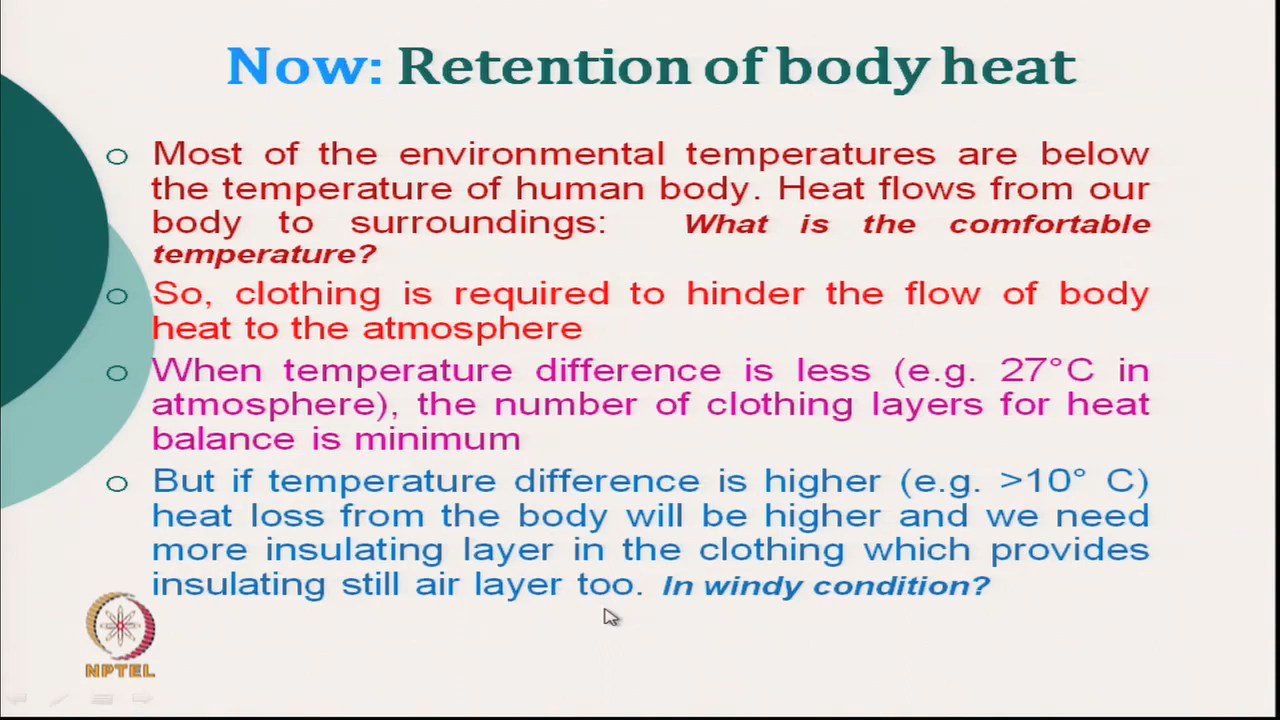 Now: Retention of body heat
Most of the environmental temperatures are below
the temperature of human body. Heat flows from our
body to surroundings: What is the comfortable
temperature?
So, clothing is required to hinder the flow of body
heat to the atmosphere
When temperature difference is less (e.g. 27°C in
atmosphere), the number of clothing layers for heat
balance is minimum
But if temperature difference is higher (e.g. >10° C)
heat loss from the body will be higher and we need
more insulating layer in the clothing which provides
insulating still air layer too. In windy condition?
NPTEL